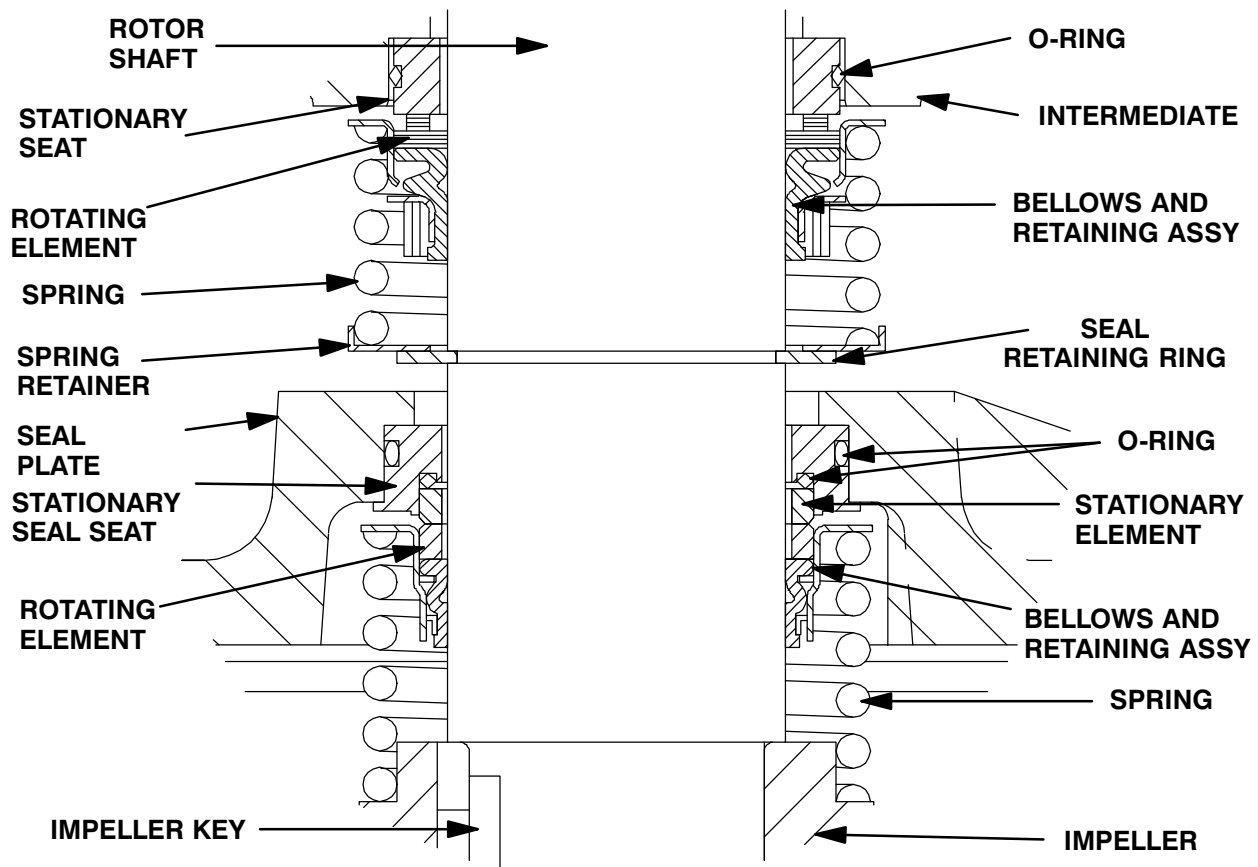 ROTOR
SHAFT
STATIONARY
SEAT
ROTATING
ELEMENT
SPRING
SPRING
RETAINER
SEAL
PLATE
STATIONARY
SEAL SEAT
ROTATING
ELEMENT
IMPELLER KEY
O-RING
INTERMEDIATE
BELLOWS AND
RETAINING ASSY
SEAL
RETAINING RING
O-RING
STATIONARY
ELEMENT
BELLOWS AND
RETAINING ASSY
SPRING
IMPELLER